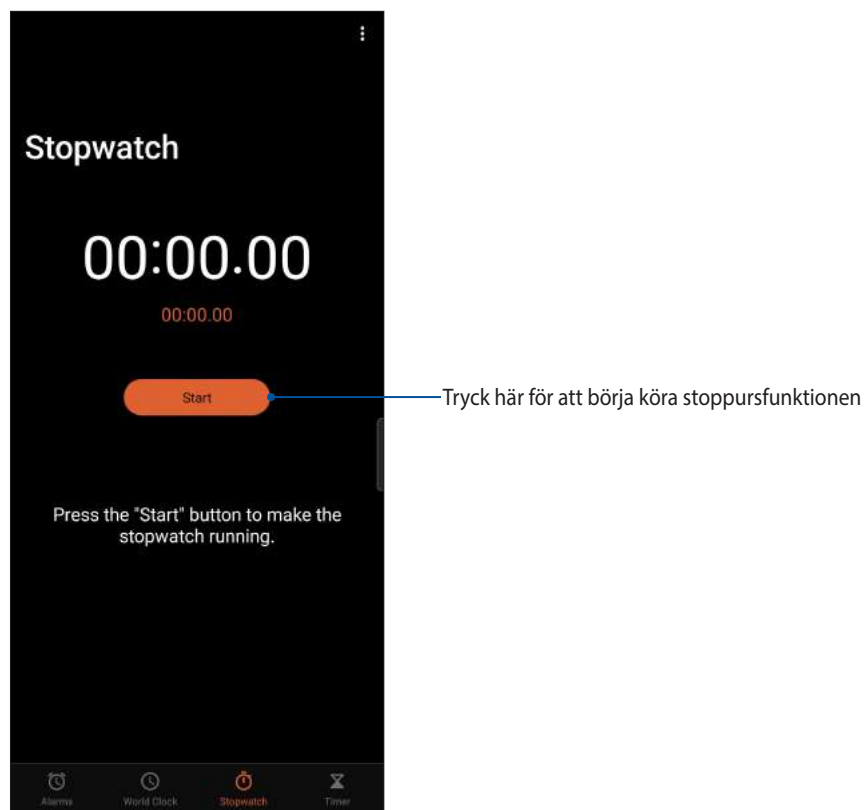 Stopwatch
00:00.00
00:00.00
Start
Tryck här för att börja köra stoppursfunktionen
Press the "Start" button to make the
stopwatch running.
Alarms World Clock Stopwatch Timer